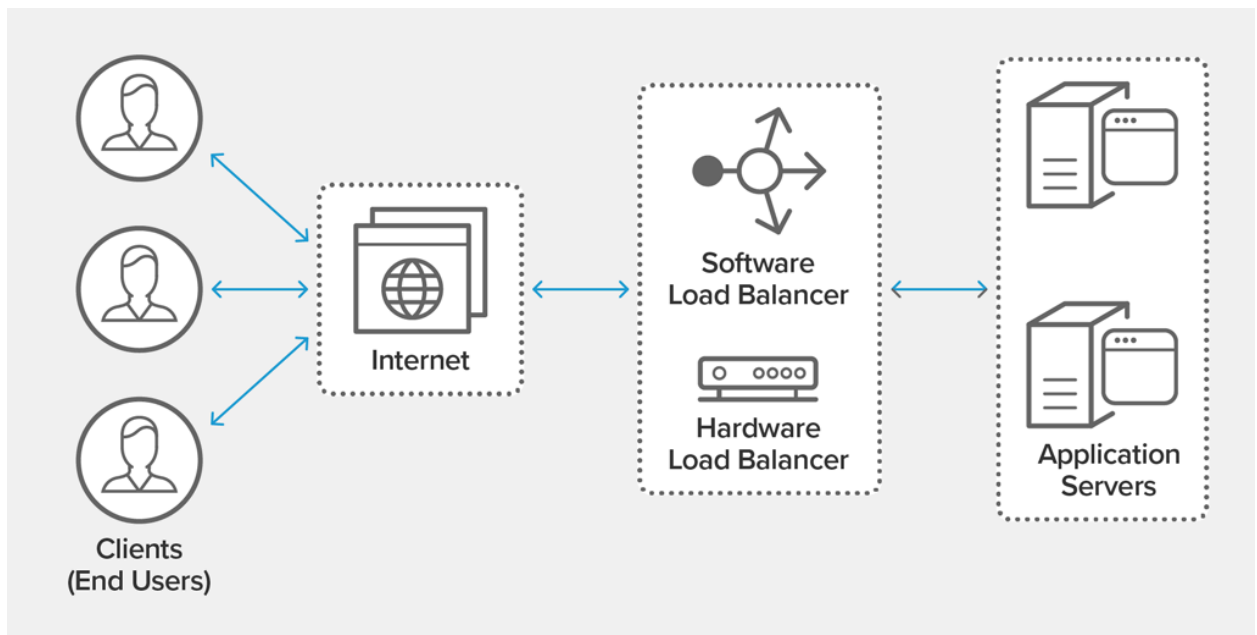 Clients
(End Users)
Internet
Software
Load Balancer
Hardware
Load Balancer
Application
Servers